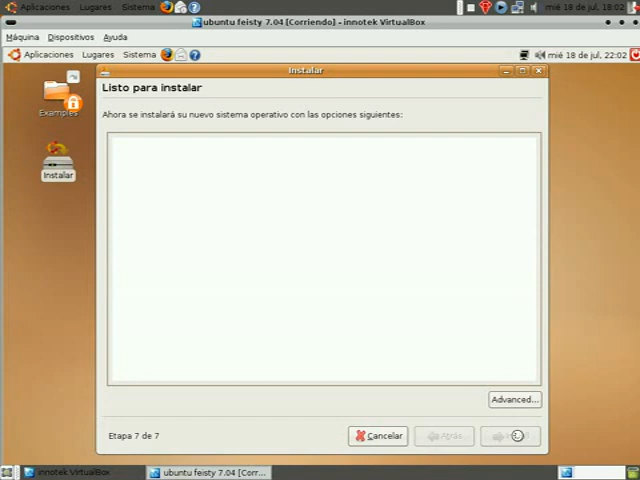 Aplicaciones Lugares Sistema mié 18 de jul, 18:02
ubuntu feisty 7.04 [Corriendo] - innotek VirtualBox
Máquina Dispositivos Ayuda
Aplicaciones Lugares Sistema mié 18 de jul, 22:02
Instalar
Listo para instalar
Ahora se instalará su nuevo sistema operativo con las opciones siguientes:
Examples
Instalar
Advanced...
Etapa 7 de 7 Cancelar Atrás
innotek VirtualBox ubuntu feisty 7.04 [Corr...